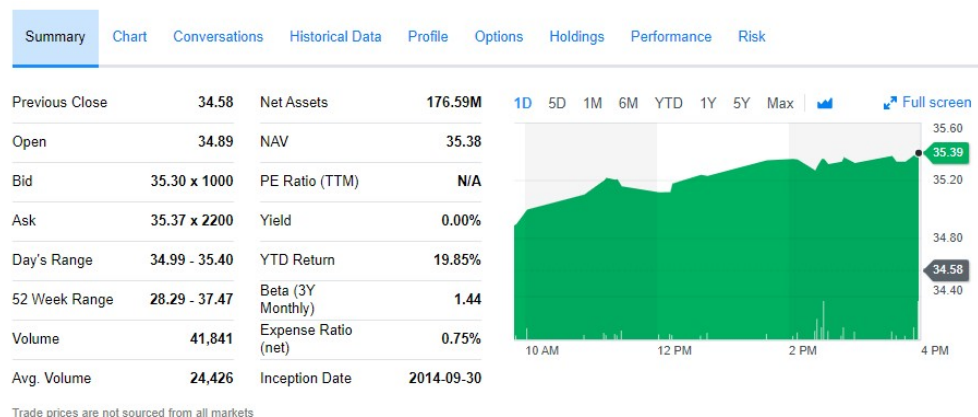 Summary Chart Conversations Historical Data Profile Options Holdings Performance Risk
Previous Close 34.58
Open 34.89
Bid 35.30 x 1000
Ask 35.37 x 2200
Day's Range 34.99 - 35.40
52 Week Range 28.29 - 37.47
Volume 41,841
Avg. Volume 24,426
Net Assets 176.59M
NAV 35.38
PE Ratio (TTM) N/A
Yield 0.00%
YTD Return 19.85%
Beta (3Y
Monthly) 1.44
Expense Ratio
(net) 0.75%
Inception Date 2014-09-30
1D 5D 1M 6M YTD 1Y 5Y Max Full screen
35.60
35.39
35.20
34.80
34.58
34.40
10 AM 12 PM 2 PM 4 PM
Trade prices are not sourced from all markets